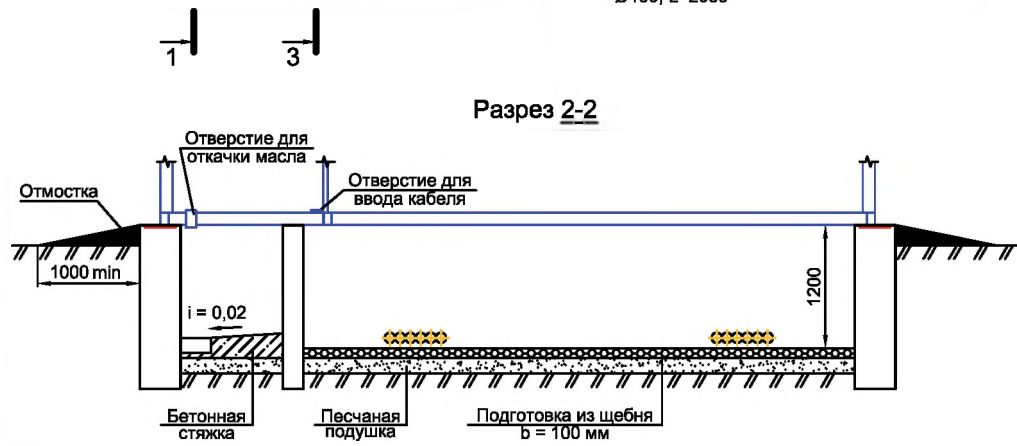 1
3
Разрез 2-2
Отверстие для
откачки масла
Отверстие для
ввода кабеля
Отмостка
1000 min
i = 0,02
1200
Бетонная
стяжка
Песчаная
подушка
Подготовка из щебня
b = 100 мм